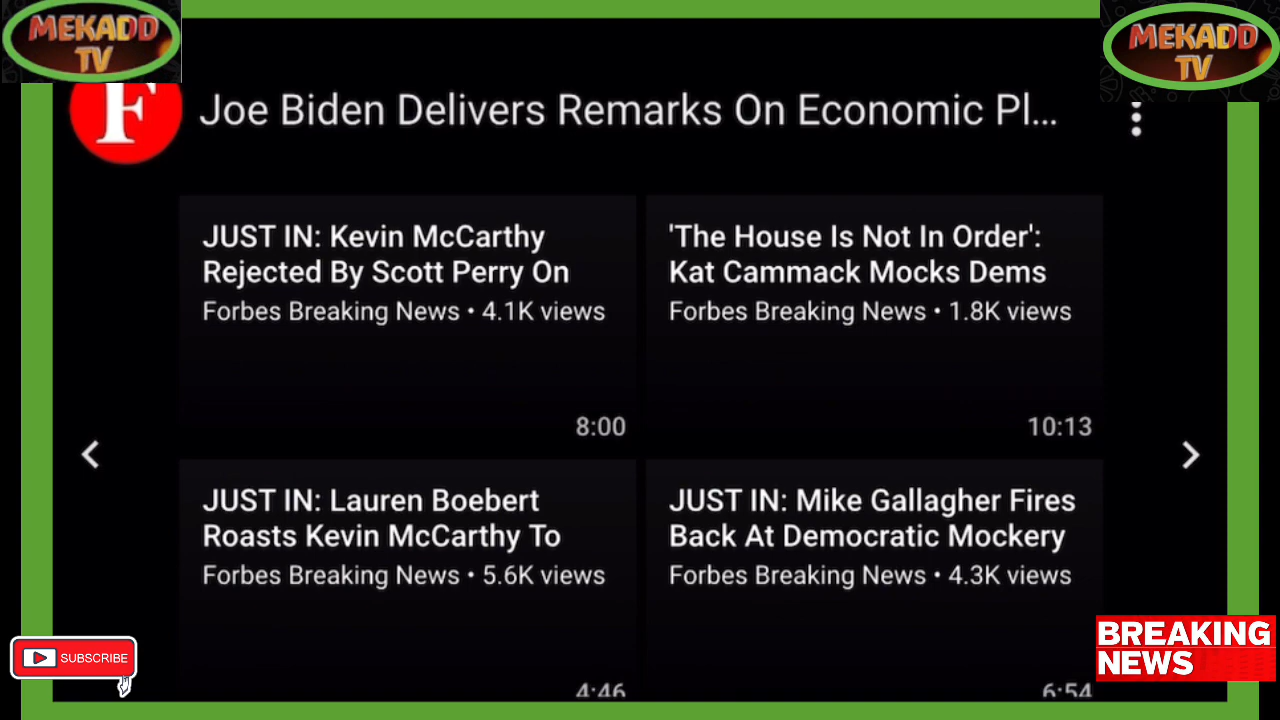 MEKADD
TV
MEKADD
TV
F
Joe Biden Delivers Remarks On Economic Pl...
JUST IN: Kevin McCarthy
Rejected By Scott Perry On
Forbes Breaking News • 4.1K views
8:00
'The House Is Not In Order':
Kat Cammack Mocks Dems
Forbes Breaking News • 1.8K views
10:13
JUST IN: Lauren Boebert
Roasts Kevin McCarthy To
Forbes Breaking News • 5.6K views
4:46
JUST IN: Mike Gallagher Fires
Back At Democratic Mockery
Forbes Breaking News • 4.3K views
6:54
SUBSCRIBE
BREAKING
NEWS